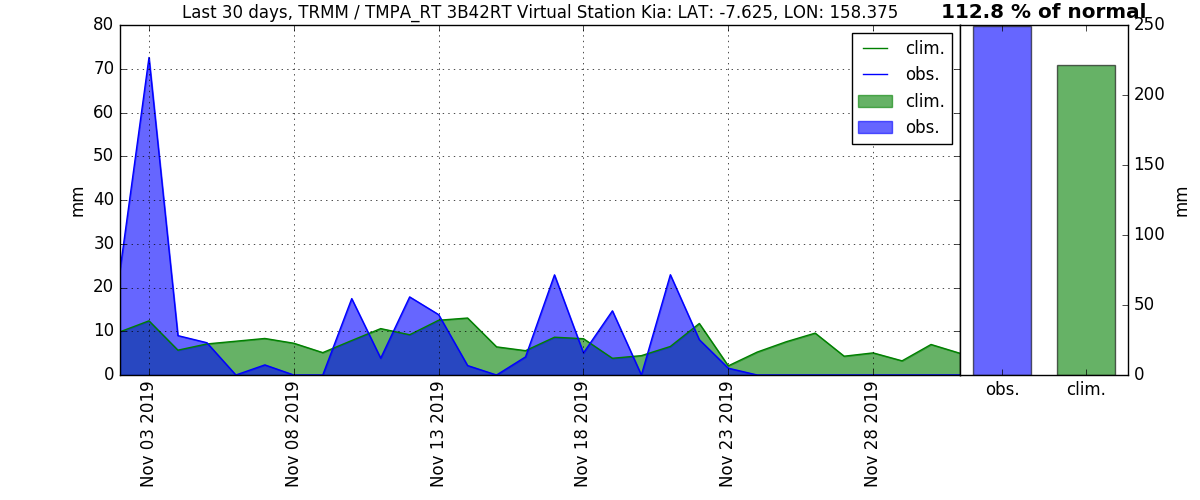 Last 30 days, TRMM / TMPA_RT 3B42RT Virtual Station Kia: LAT: -7.625, LON: 158.375
112.8 % of normal
clim.
obs.
clim.
obs.
80
70
60
50
40
30
20
10
0
mm
Nov 03 2019
Nov 08 2019
Nov 13 2019
Nov 18 2019
Nov 23 2019
Nov 28 2019
250
200
150
100
50
0
mm
obs.
clim.